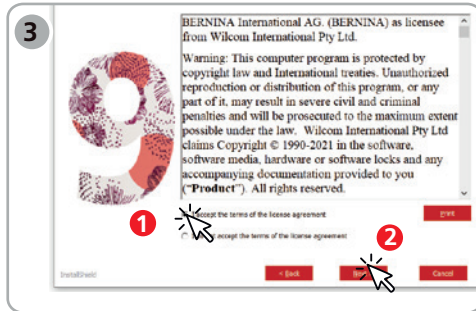 3
BERNINA International AG. (BERNINA) as licensee
from Wilcom International Pty Ltd.
Warning: This computer program is protected by
copyright law and International treaties. Unauthorized
reproduction or distribution of this program, or any
part of it, may result in severe civil and criminal
penalties and will be prosecuted to the maximum extent
possible under the law. Wilcom International Pty Ltd
claims Copyright © 1990-2021 in the software,
software media, hardware or software locks and any
accompanying documentation provided to you
("Product"). All rights reserved.
9
1
I accept the terms of the license agreement
Print
accept the terms of the license agreement
2
InstallShield
< Back
Cancel